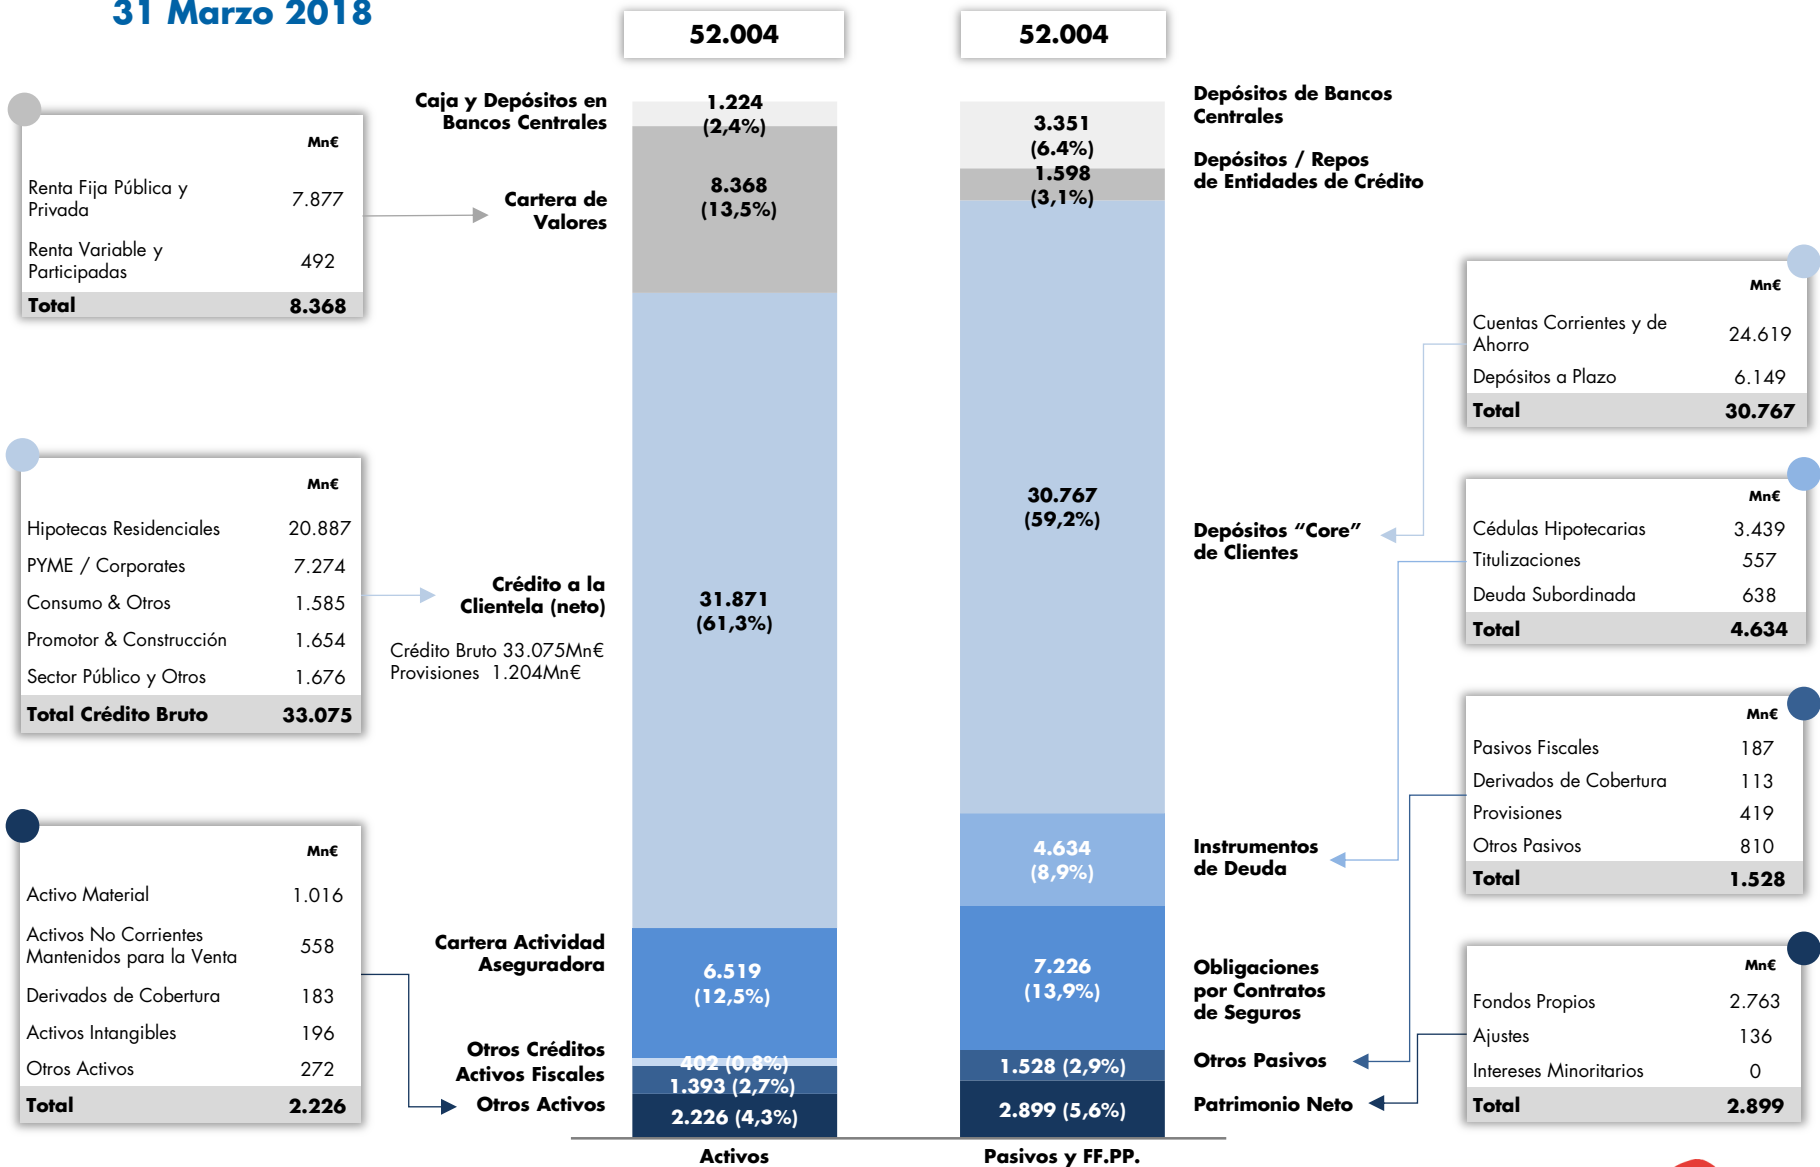 31 Marzo 2018
52.004
52.004
Mn€
Renta Fija Pública y
Privada
7.877
Renta Variable y
Participadas
492
Total 8.368
Mn€
Hipotecas Residenciales 20.887
PYME / Corporates 7.274
Consumo & Otros 1.585
Promotor & Construcción 1.654
Sector Público y Otros 1.676
Total Crédito Bruto 33.075
Mn€
Activo Material 1.016
Activos No Corrientes
Mantenidos para la Venta
558
Derivados de Cobertura 183
Activos Intangibles 196
Otros Activos 272
Total 2.226
Caja y Depósitos en
Bancos Centrales
Cartera de
Valores
Crédito a la
Clientela (neto)
Crédito Bruto 33.075Mn€
Provisiones 1.204Mn€
Cartera Actividad
Aseguradora
Otros Créditos
Activos Fiscales
Otros Activos
1.224
(2,4%)
8.368
(13,5%)
31.871
(61,3%)
6.519
(12,5%)
402 (0,8%)
1.393 (2,7%)
2.226 (4,3%)
Activos
3.351
(6.4%)
1.598
(3,1%)
30.767
(59,2%)
4.634
(8,9%)
7.226
(13,9%)
1.528 (2,9%)
2.899 (5,6%)
Pasivos y FF.PP.
Depósitos de Bancos
Centrales
Depósitos / Repos
de Entidades de Crédito
Depósitos “Core”
de Clientes
Instrumentos
de Deuda
Obligaciones
por Contratos
de Seguros
Otros Pasivos
Patrimonio Neto
Mn€
Cuentas Corrientes y de
Ahorro
24.619
Depósitos a Plazo 6.149
Total 30.767
Mn€
Cédulas Hipotecarias 3.439
Titulizaciones 557
Deuda Subordinada 638
Total 4.634
Mn€
Pasivos Fiscales 187
Derivados de Cobertura 113
Provisiones 419
Otros Pasivos 810
Total 1.528
Mn€
Fondos Propios 2.763
Ajustes 136
Intereses Minoritarios 0
Total 2.899